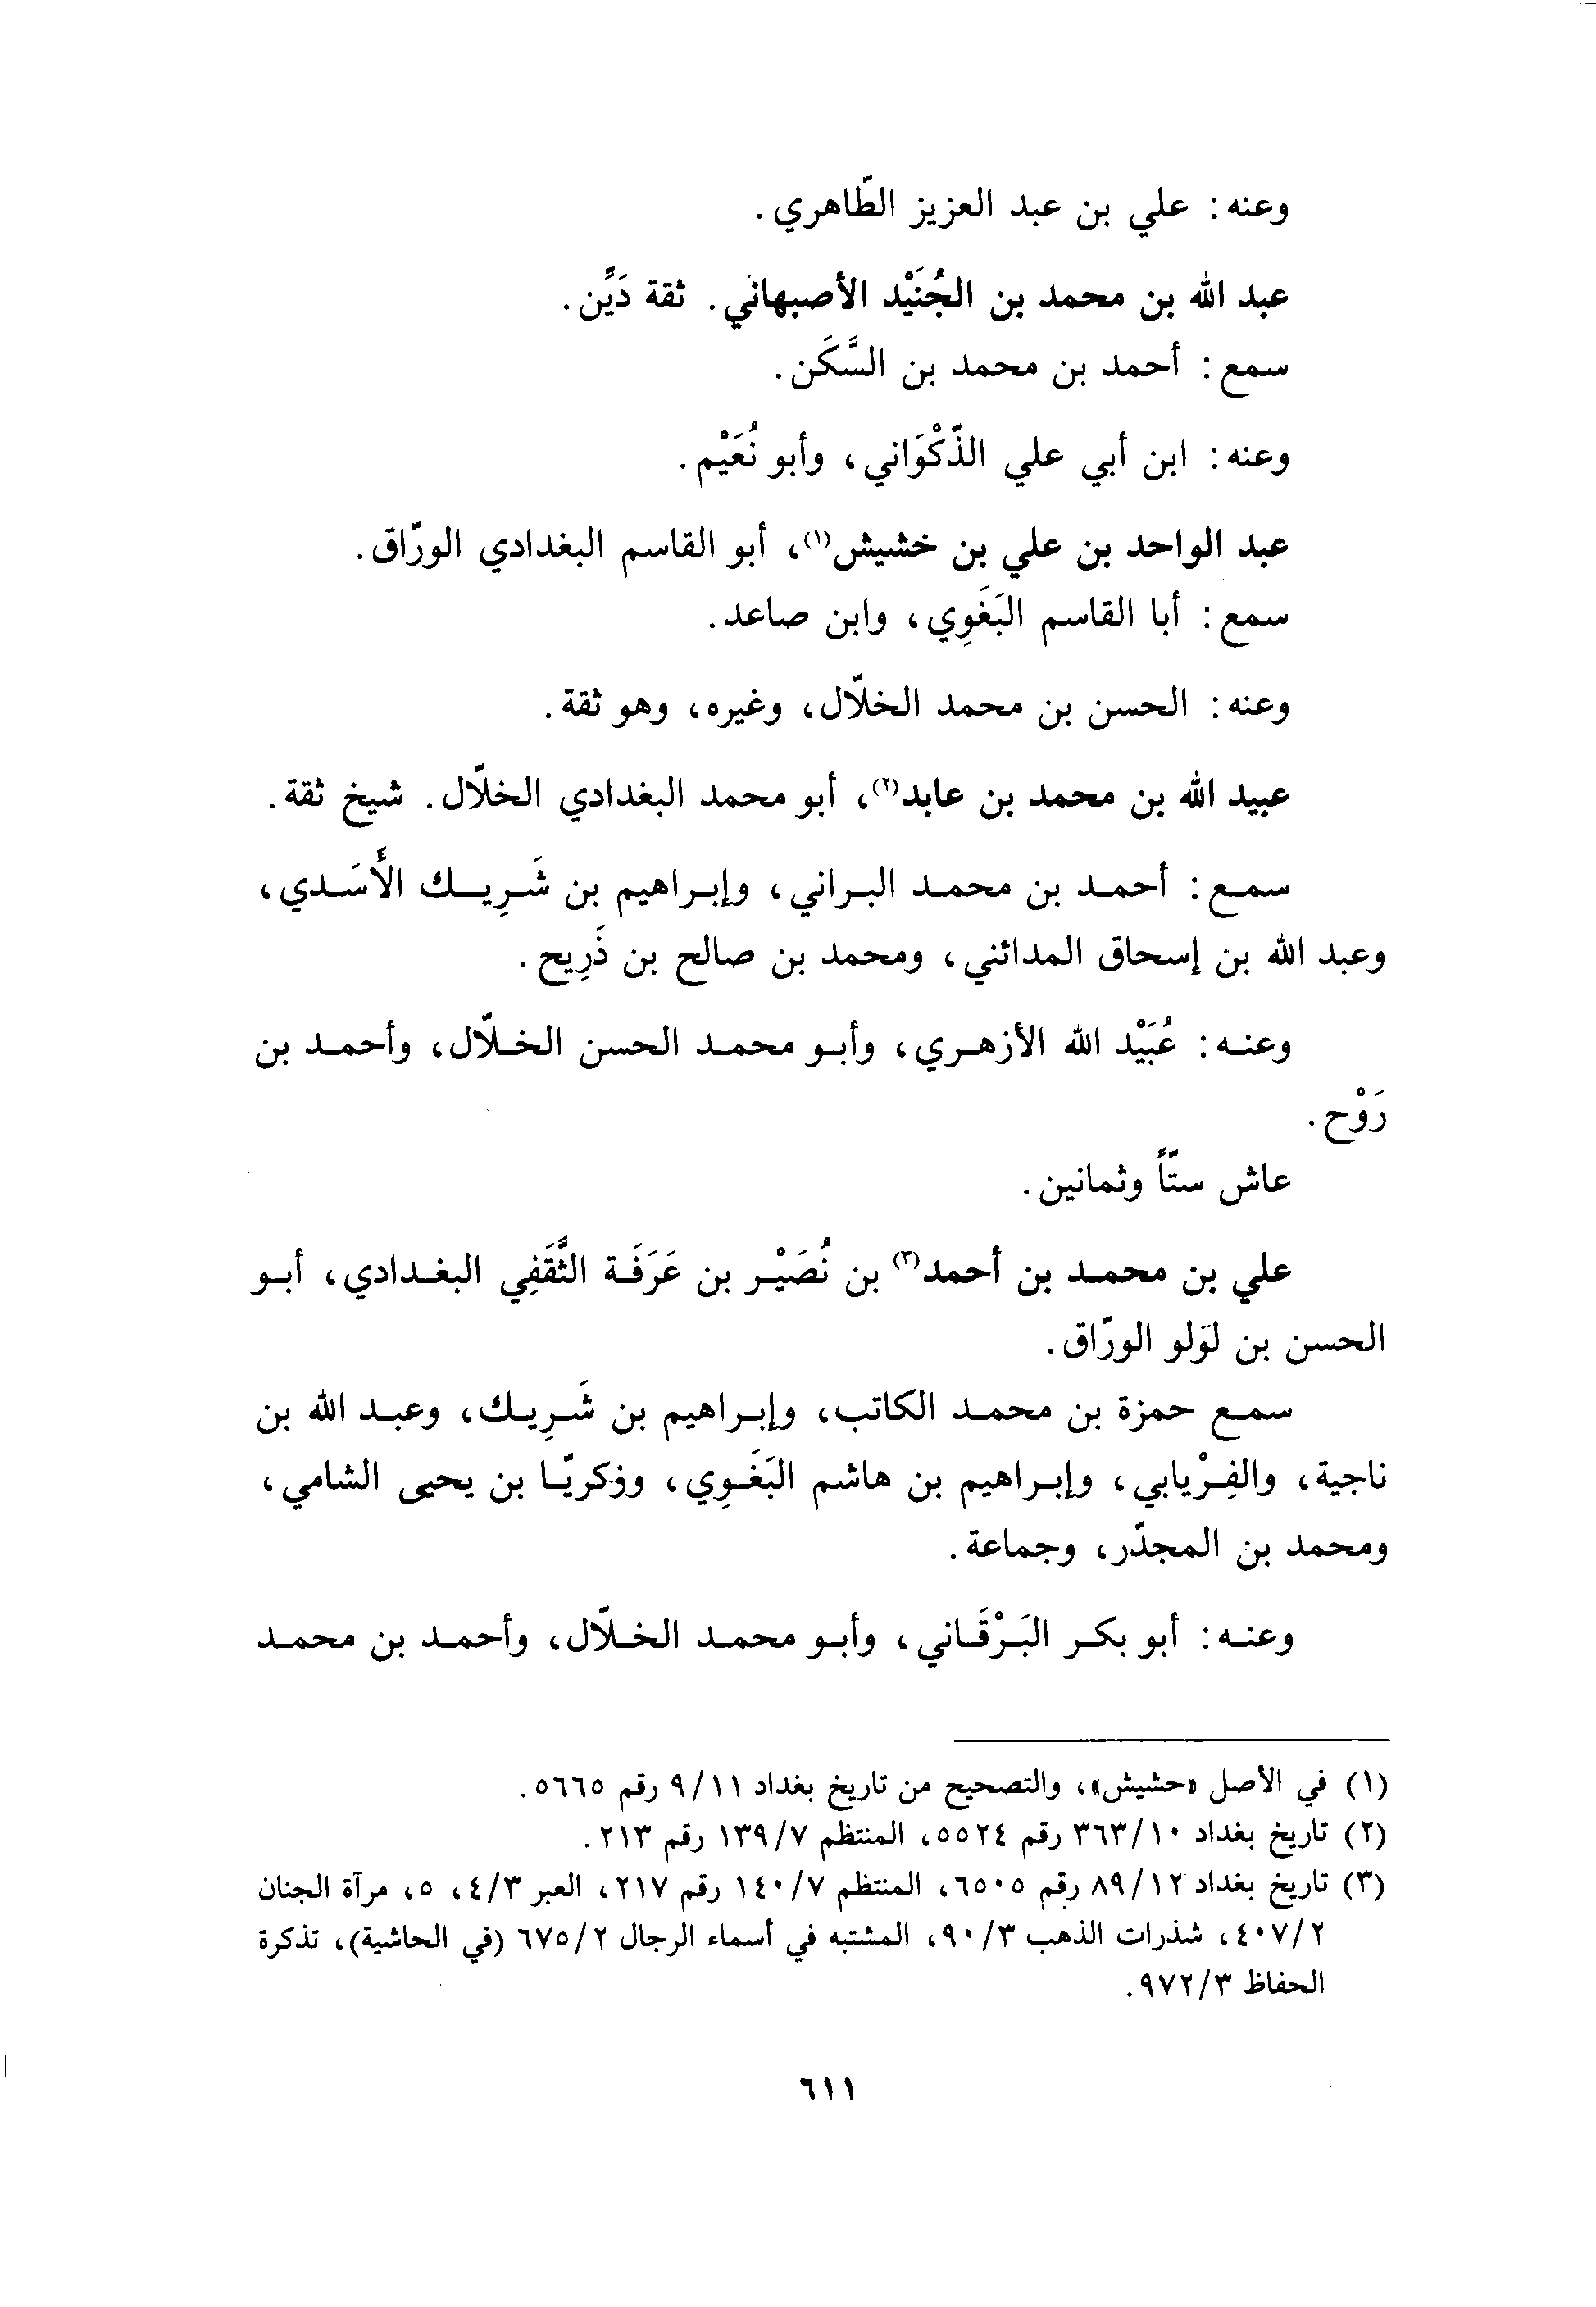 وعنه: علي بن عبد العزيز الطّاهري.
عبد الله بن محمد بن الجُنَيْد الأصبهاني. ثقة دَيِّن.
سمع: أحمد بن محمد بن السَّكَن.
وعنه: ابن أبي علي الذّكْوَاني، وأبو نُعَيْم.
عبد الواحد بن علي بن خشيش(١)، أبو القاسم البغدادي الورّاق.
سمع: أبا القاسم البَغَوِي، وابن صاعد.
وعنه: الحسن بن محمد الخلّال، وغيره، وهو ثقة.
عبيد الله بن محمد بن عابد(٢)، أبو محمد البغدادي الخلّال. شيخ ثقة.
سمع: أحمد بن محمد البراني، وإبراهيم بن شَرِيك الأَسَدي،
وعبد الله بن إسحاق المدائني، ومحمد بن صالح بن ذَرِيح.
وعنه: عُبَيْد الله الأزهري، وأبو محمد الحسن الخلّال، وأحمد بن
رَوْح.
عاش ستّاً وثمانين.
علي بن محمد بن أحمد(٣) بن نُصَيْر بن عَرَفَة الثَّقَفِي البغدادي، أبو
الحسن بن لَوَلو الورّاق.
سمع حمزة بن محمد الكاتب، وإبراهيم بن شَرِيك، وعبد الله بن
ناجية، والفِرْيابي، وإبراهيم بن هاشم البَغَوِي، ووذكريّا بن يحيى الشامي،
ومحمد بن المجدّر، وجماعة.
وعنه: أبو بكر البَرْقَاني، وأبو محمد الخلّال، وأحمد بن محمد
(١) في الأصل «حشيش»، والتصحيح من تاريخ بغداد ٩/١١ رقم ٥٦٦٥.
(٢) تاريخ بغداد ٣٦٣/١٠ رقم ٥٥٢٤، المنتظم ١٣٩/٧ رقم ٢١٣.
(٣) تاريخ بغداد ٨٩/١٢ رقم ٦٥٠٥، المنتظم ١٤٠/٧ رقم ٢١٧، العبر ٤/٣، ٥، مرآة الجنان
٤٠٧/٢، شذرات الذهب ٩٠/٣، المشتبه في أسماء الرجال ٦٧٥/٢ (في الحاشية)، تذكرة
الحفاظ ٩٧٢/٣.
٦١١